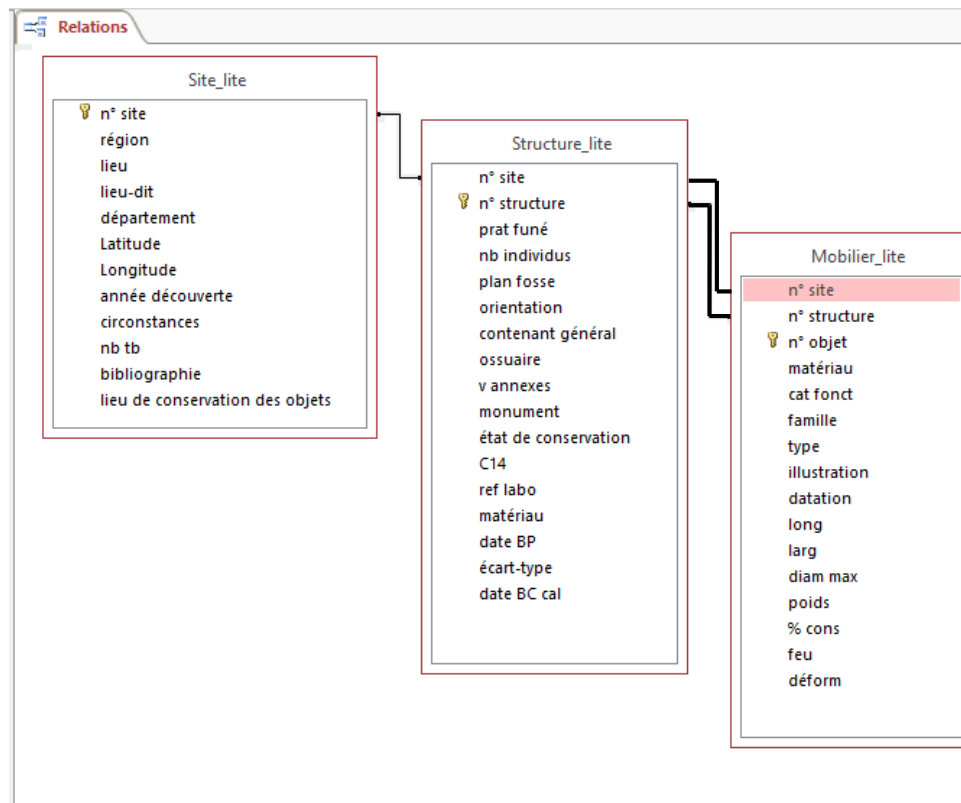 Relations
Site_lite
n° site
région
lieu
lieu-dit
département
Latitude
Longitude
année découverte
circonstances
nb tb
bibliographie
lieu de conservation des objets
Structure_lite
n° site
n° structure
prat funé
nb individus
plan fosse
orientation
contenant général
ossuaire
v annexes
monument
état de conservation
C14
ref labo
matériau
date BP
écart-type
date BC cal
Mobilier_lite
n° site
n° structure
n° objet
matériau
cat fonct
famille
type
illustration
datation
long
larg
diam max
poids
% cons
feu
déform